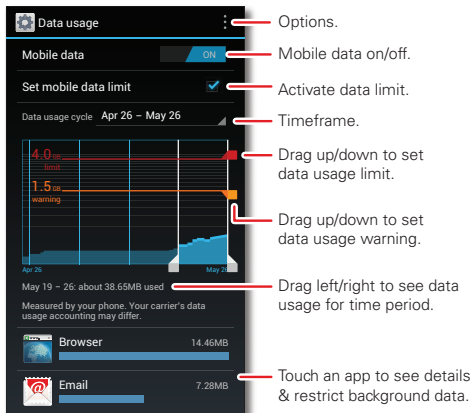 Data usage
Options.
Mobile data
ON
Mobile data on/off.
Set mobile data limit
Activate data limit.
Data usage cycle Apr 26 – May 26
Timeframe.
4.0 GB
limit
Drag up/down to set
data usage limit.
1.5 GB
warning
Drag up/down to set
data usage warning.
Apr 26
May 26
May 19 – 26: about 38.65MB used
Drag left/right to see data
usage for time period.
Measured by your phone. Your carrier's data
usage accounting may differ.
Browser
14.46MB
Email
7.28MB
Touch an app to see details
& restrict background data.